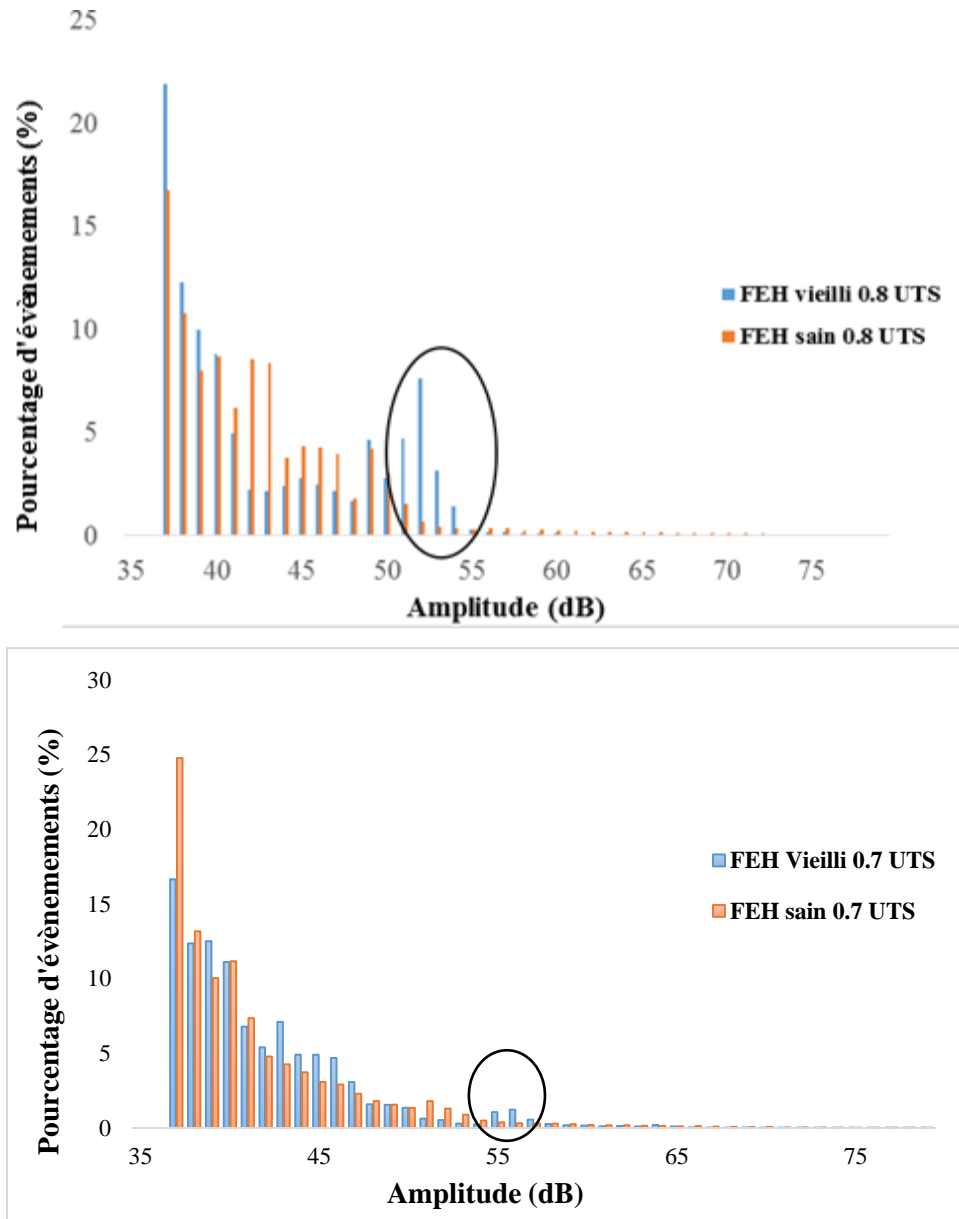 25
20
15
10
5
0
Pourcentage d'évènemements (%)
FEH vieilli 0.8 UTS
FEH sain 0.8 UTS
35 40 45 50 55 60 65 70 75
Amplitude (dB)
30
25
20
15
10
5
0
Pourcentage d'évènemements (%)
FEH Vieilli 0.7 UTS
FEH sain 0.7 UTS
35 45 55 65 75
Amplitude (dB)